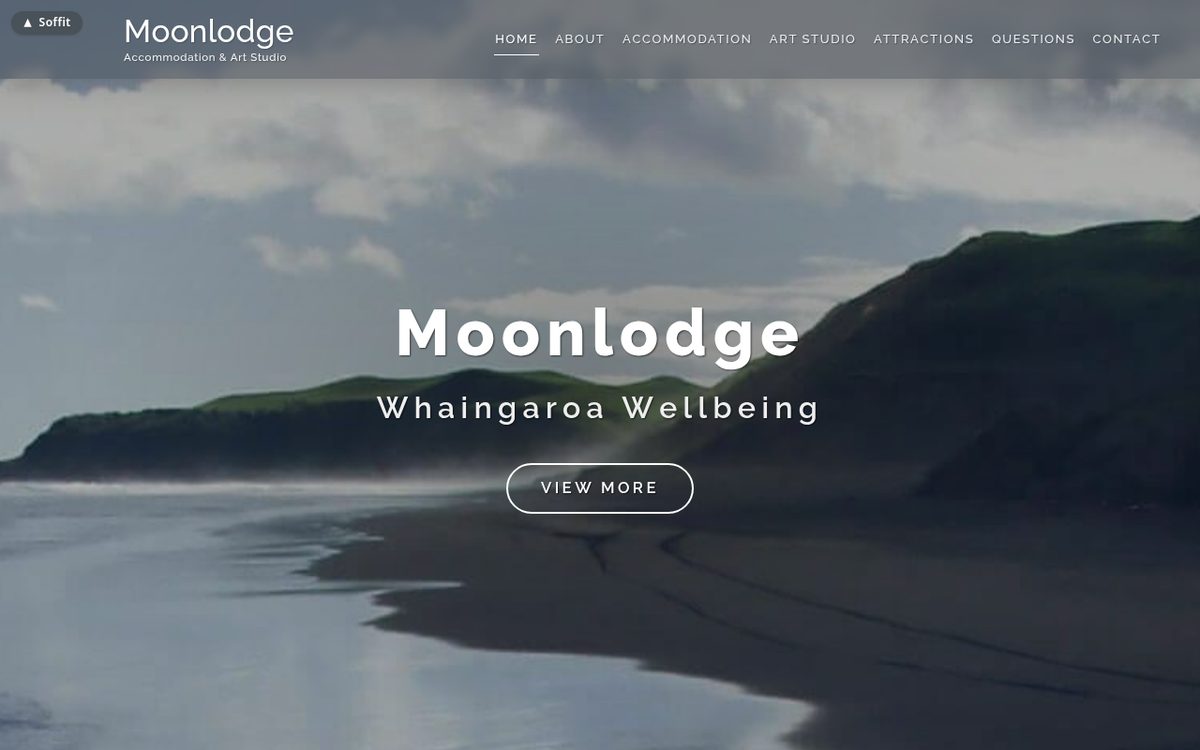 ▲ Soffit
Moonlodge
Accommodation & Art Studio
HOME ABOUT ACCOMMODATION ART STUDIO ATTRACTIONS QUESTIONS CONTACT
Moonlodge
Whaingaroa Wellbeing
VIEW MORE